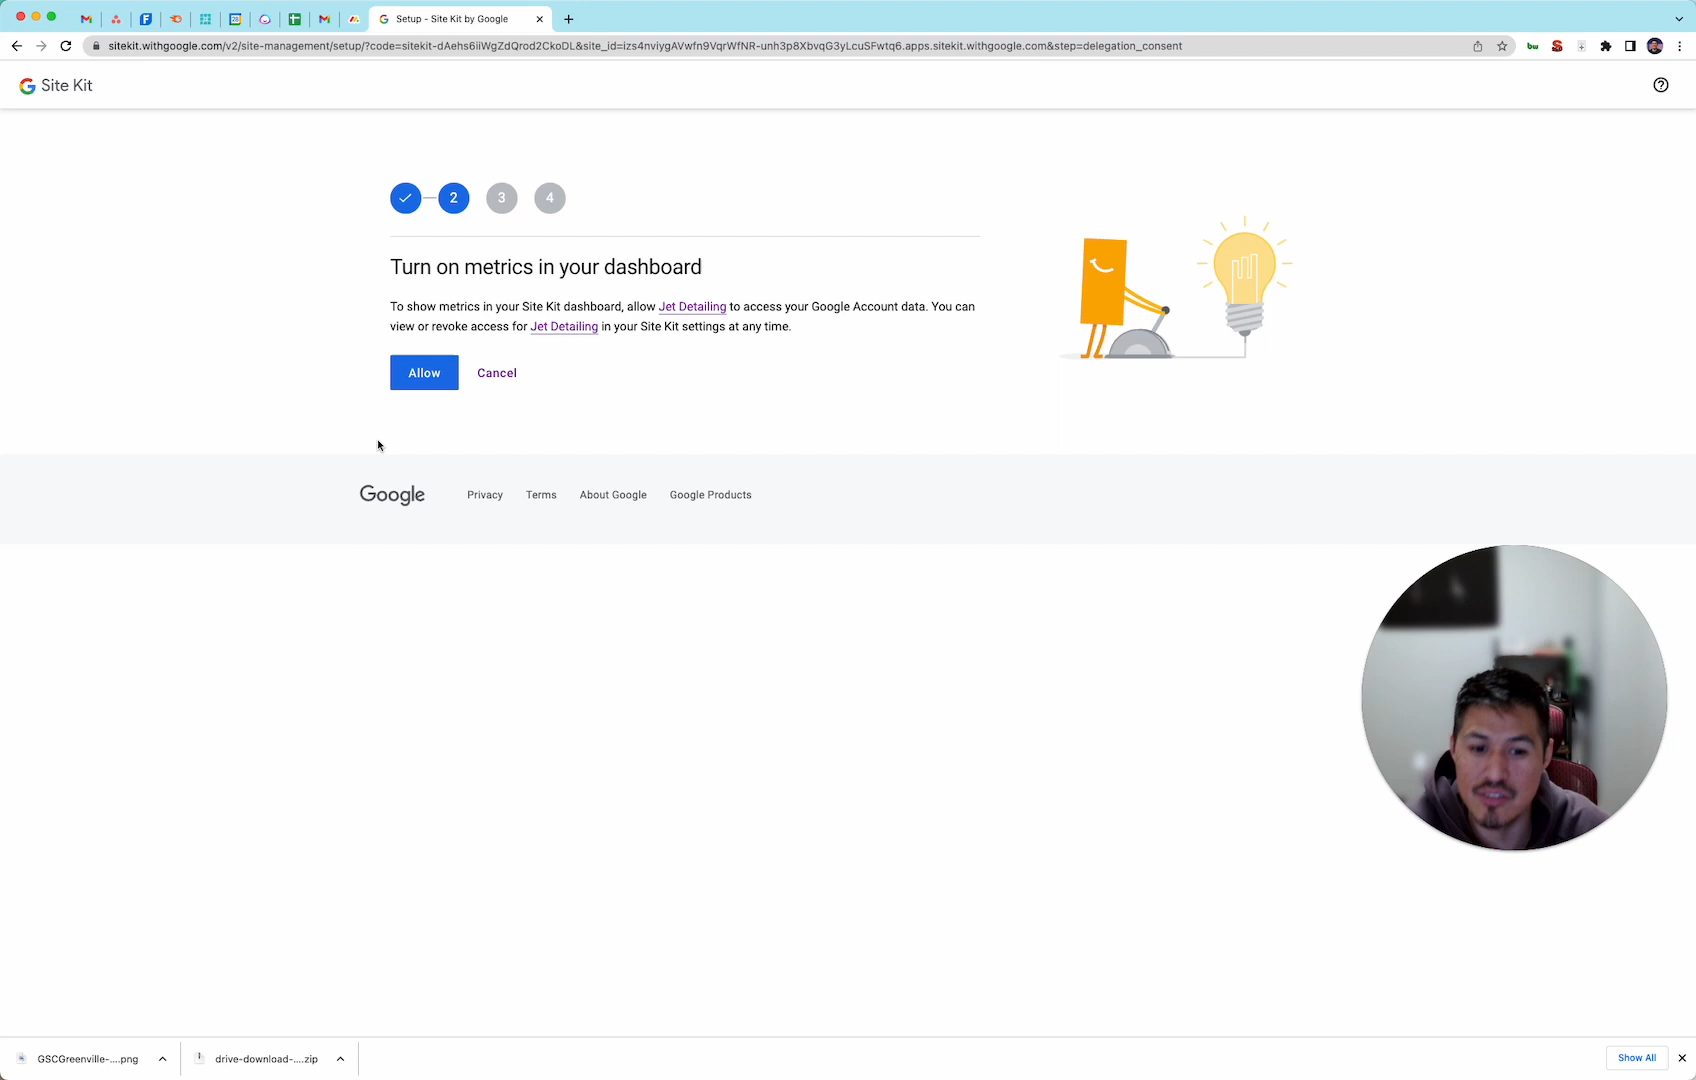 Setup - Site Kit by Google
sitekit.withgoogle.com/v2/site-management/setup/?code=sitekit-dAehs6iiWgZdQrod2CkoDL&site_id=izs4nviygAVwfn9VqrWfNR-unh3p8XbvqG3yLcuSFwtq6.apps.sitekit.withgoogle.com&step=delegation_consent
Site Kit
2 3 4
Turn on metrics in your dashboard
To show metrics in your Site Kit dashboard, allow Jet Detailing to access your Google Account data. You can
view or revoke access for Jet Detailing in your Site Kit settings at any time.
Allow Cancel
Google Privacy Terms About Google Google Products
GSCGreenville-....png drive-download-....zip Show All